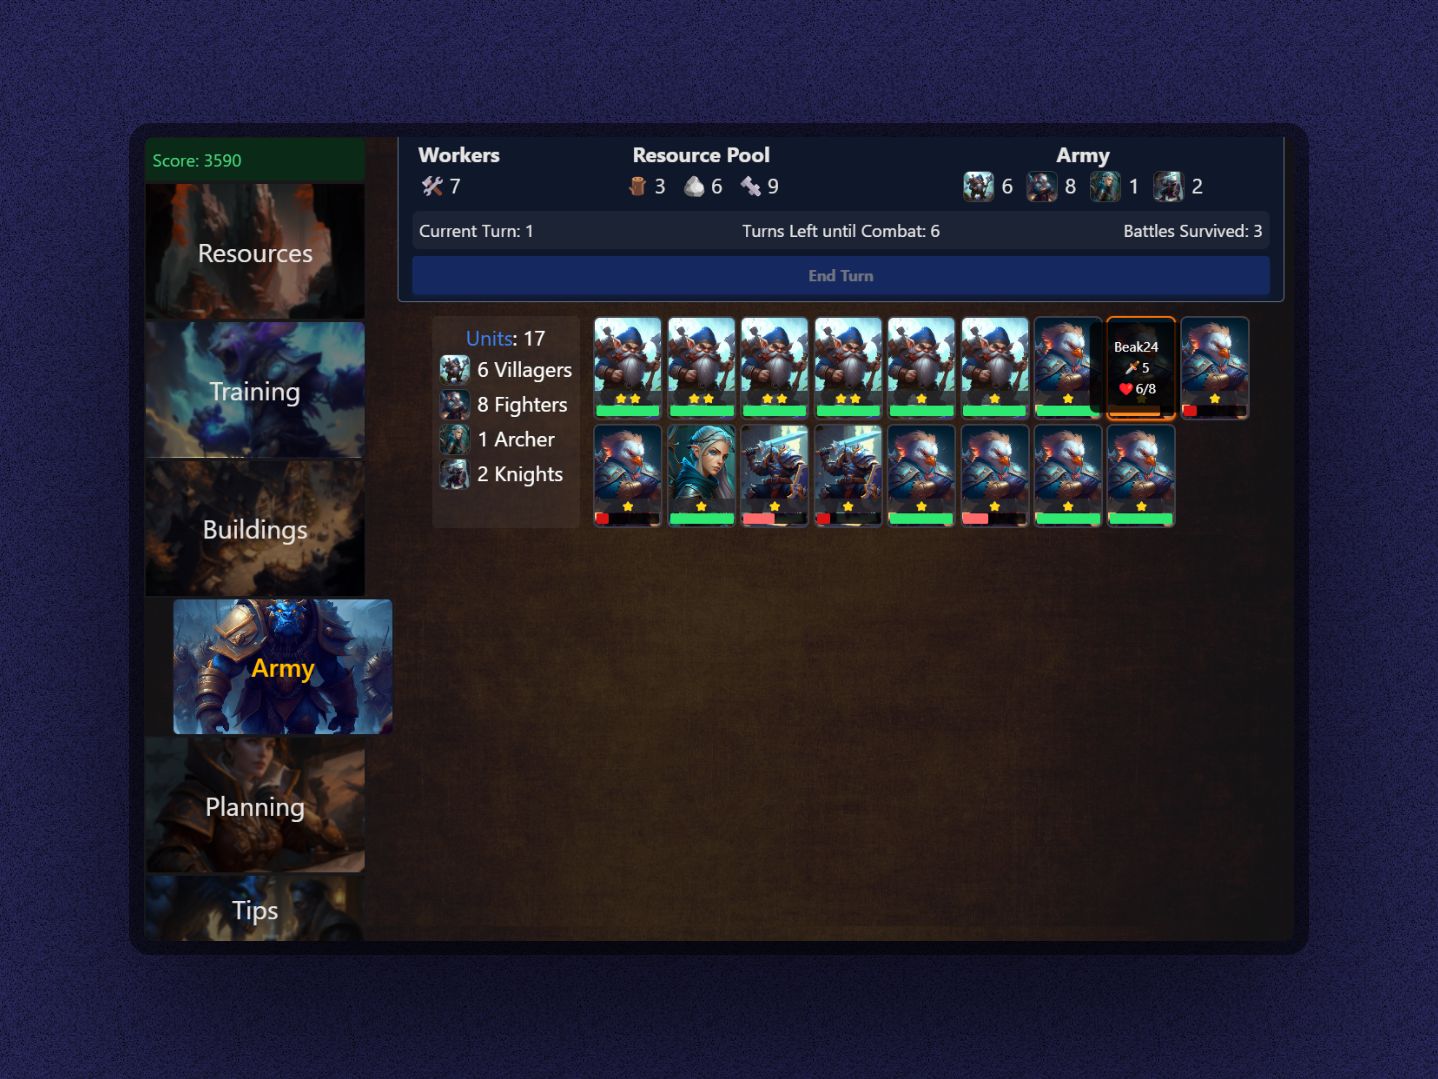 Score: 3590
Resources
Training
Buildings
Army
Planning
Tips
Workers
7
Resource Pool
3 6 9
Army
6 8 1 2
Current Turn: 1 Turns Left until Combat: 6 Battles Survived: 3
End Turn
Units: 17
6 Villagers
8 Fighters
1 Archer
2 Knights
Beak24
5
6/8